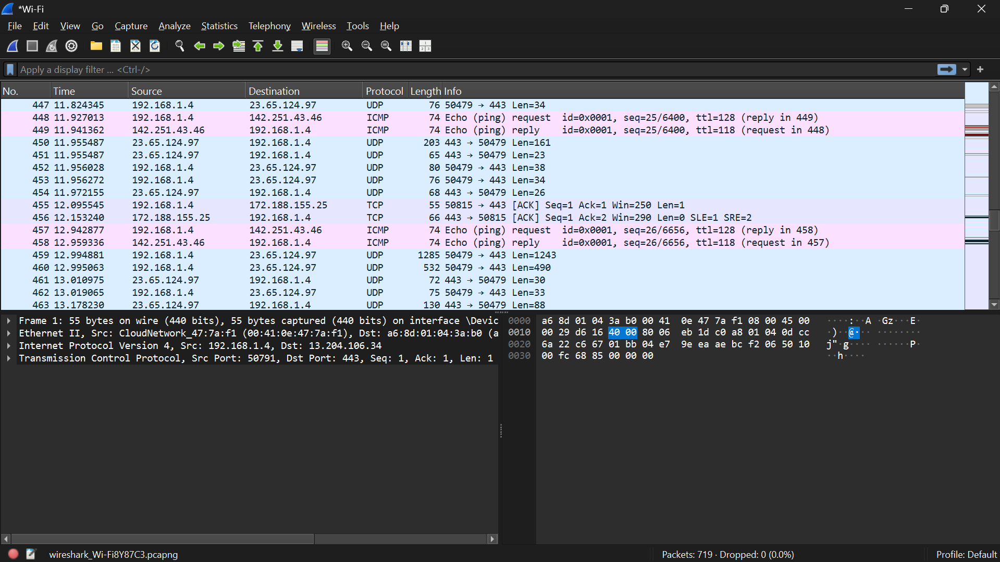 *Wi-Fi
File Edit View Go Capture Analyze Statistics Telephony Wireless Tools Help
Apply a display filter ... <Ctrl-/>
No. Time Source Destination Protocol Length Info
447 11.824345 192.168.1.4 23.65.124.97 UDP 76 50479 → 443 Len=34
448 11.927013 192.168.1.4 142.251.43.46 ICMP 74 Echo (ping) request id=0x0001, seq=25/6400, ttl=128 (reply in 449)
449 11.941362 142.251.43.46 192.168.1.4 ICMP 74 Echo (ping) reply id=0x0001, seq=25/6400, ttl=118 (request in 448)
450 11.955487 23.65.124.97 192.168.1.4 UDP 203 443 → 50479 Len=161
451 11.955487 23.65.124.97 192.168.1.4 UDP 65 443 → 50479 Len=23
452 11.956028 192.168.1.4 23.65.124.97 UDP 80 50479 → 443 Len=38
453 11.956272 192.168.1.4 23.65.124.97 UDP 76 50479 → 443 Len=34
454 11.972155 23.65.124.97 192.168.1.4 UDP 68 443 → 50479 Len=26
455 12.095545 192.168.1.4 172.188.155.25 TCP 55 50815 → 443 [ACK] Seq=1 Ack=1 Win=250 Len=1
456 12.153240 172.188.155.25 192.168.1.4 TCP 66 443 → 50815 [ACK] Seq=1 Ack=2 Win=290 Len=0 SLE=1 SRE=2
457 12.942877 192.168.1.4 142.251.43.46 ICMP 74 Echo (ping) request id=0x0001, seq=26/6656, ttl=128 (reply in 458)
458 12.959336 142.251.43.46 192.168.1.4 ICMP 74 Echo (ping) reply id=0x0001, seq=26/6656, ttl=118 (request in 457)
459 12.994881 192.168.1.4 23.65.124.97 UDP 1285 50479 → 443 Len=1243
460 12.995063 192.168.1.4 23.65.124.97 UDP 532 50479 → 443 Len=490
461 13.010975 23.65.124.97 192.168.1.4 UDP 72 443 → 50479 Len=30
462 13.019065 192.168.1.4 23.65.124.97 UDP 75 50479 → 443 Len=33
463 13.178230 23.65.124.97 192.168.1.4 UDP 130 443 → 50479 Len=88
Frame 1: 55 bytes on wire (440 bits), 55 bytes captured (440 bits) on interface \Devic
Ethernet II, Src: CloudNetwork_47:7a:f1 (00:41:0e:47:7a:f1), Dst: a6:8d:01:04:3a:b0 (a
Internet Protocol Version 4, Src: 192.168.1.4, Dst: 13.204.106.34
Transmission Control Protocol, Src Port: 50791, Dst Port: 443, Seq: 1, Ack: 1, Len: 1
0000 a6 8d 01 04 3a b0 00 41 0e 47 7a f1 08 00 45 00 ····:··A ·Gz···E·
0010 00 29 d6 16 40 00 80 06 eb 1d c0 a8 01 04 0d cc ·)··@··· ········
0020 6a 22 c6 67 01 bb 04 e7 9e ea ae bc f2 06 50 10 j"·g···· ······P·
0030 00 fc 68 85 00 00 00 ··h····
wireshark_Wi-Fi8Y87C3.pcapng
Packets: 719 · Dropped: 0 (0.0%)
Profile: Default